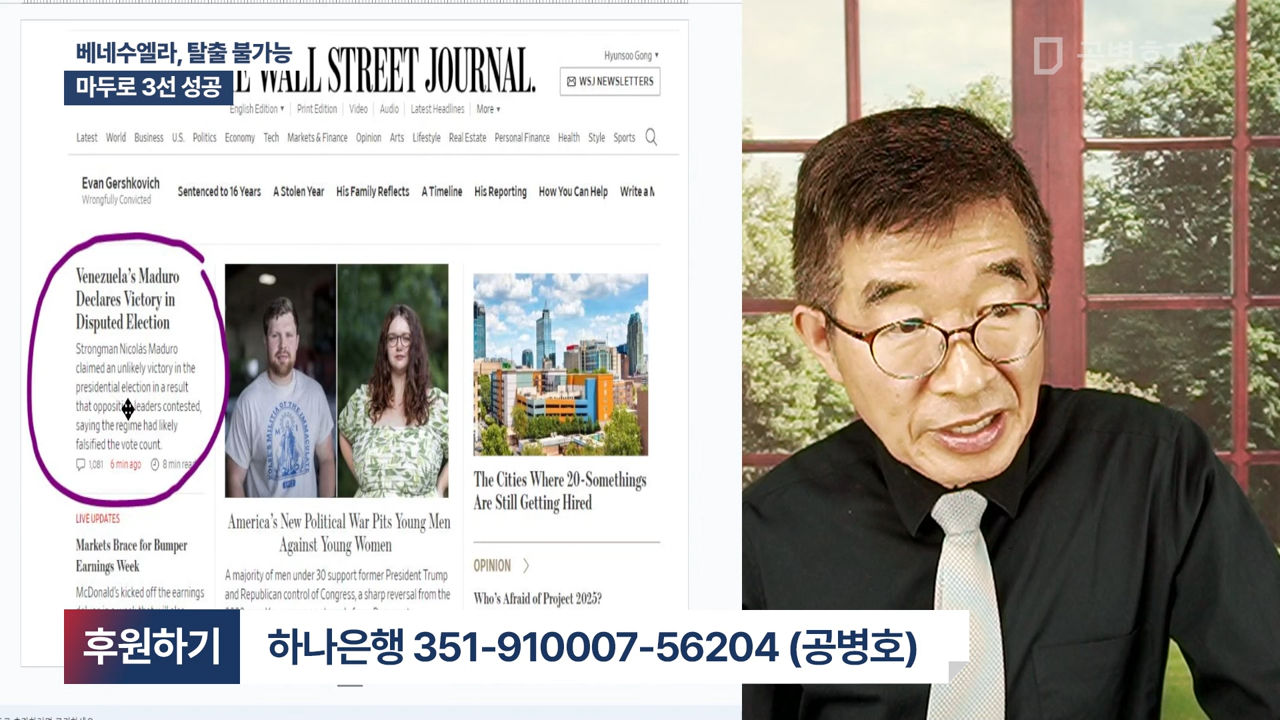 베네수엘라, 탈출 불가능
마두로 3선 성공
E WALL STREET JOURNAL.
Hyunsoo Gong
WSJ NEWSLETTERS
English Edition
Print Edition
Video
Audio
Latest Headlines
More
Latest World Business U.S. Politics Economy Tech Markets & Finance Opinion Arts Lifestyle Real Estate Personal Finance Health Style Sports
Evan Gershkovich
Wrongfully Convicted
Sentenced to 16 Years A Stolen Year His Family Reflects A Timeline His Reporting How You Can Help Write a
Venezuela's Maduro
Declares Victory in
Disputed Election
Strongman Nicolás Maduro
claimed an unlikely victory in the
presidential election in a result
that leaders contested,
saying the regime had likely
falsified the vote count.
1,081 6 min ago 8 min read
LIVE UPDATES
Markets Brace for Bumper
Earnings Week
McDonald's kicked off the earnings
America's New Political War Pits Young Men
Against Young Women
A majority of men under 30 support former President Trump
and Republican control of Congress, a sharp reversal from the
The Cities Where 20-Somethings
Are Still Getting Hired
OPINION
Who's Afraid of Project 2025?
공병호TV
후원하기
하나은행 351-910007-56204 (공병호)